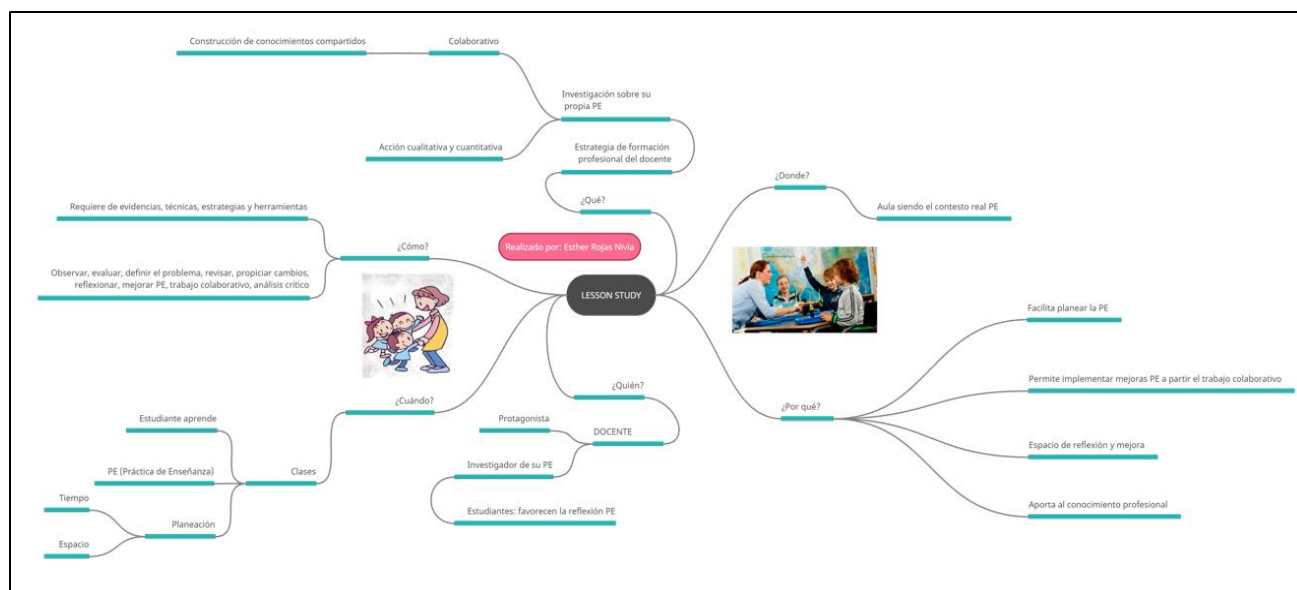 Construcción de conocimientos compartidos
Colaborativo
Investigación sobre su
propia PE
Acción cualitativa y cuantitativa
Estrategia de formación
profesional del docente
¿Qué?
¿Donde?
Aula siendo el contesto real PE
Requiere de evidencias, técnicas, estrategias y herramientas
¿Cómo?
Observar, evaluar, definir el problema, revisar, propiciar cambios,
reflexionar, mejorar PE, trabajo colaborativo, análisis crítico
Realizado por: Esther Rojas Nivia
LESSON STUDY
Facilita planear la PE
Permite implementar mejoras PE a partir el trabajo colaborativo
¿Por qué?
Espacio de reflexión y mejora
Aporta al conocimiento profesional
¿Quién?
DOCENTE
Protagonista
Investigador de su PE
Estudiantes: favorecen la reflexión PE
¿Cuándo?
Clases
Estudiante aprende
PE (Práctica de Enseñanza)
Planeación
Tiempo
Espacio